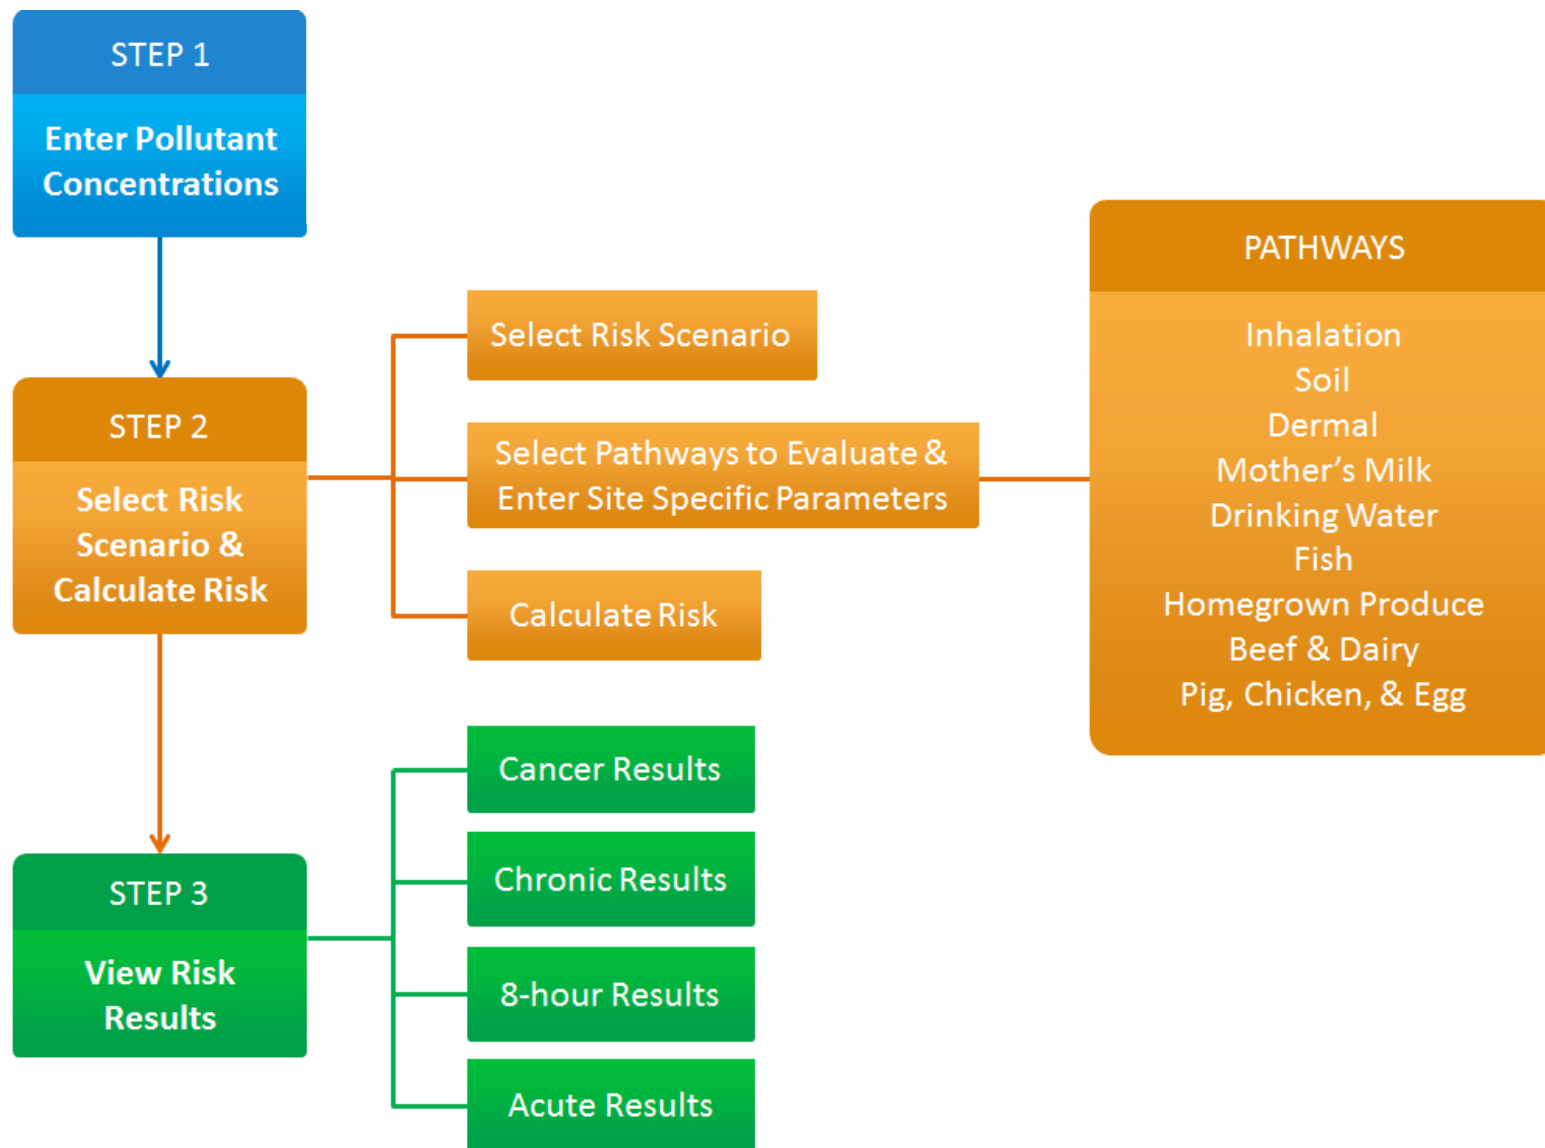 STEP 1
Enter Pollutant
Concentrations
STEP 2
Select Risk
Scenario &
Calculate Risk
Select Risk Scenario
Select Pathways to Evaluate &
Enter Site Specific Parameters
Calculate Risk
PATHWAYS
Inhalation
Soil
Dermal
Mother’s Milk
Drinking Water
Fish
Homegrown Produce
Beef & Dairy
Pig, Chicken, & Egg
STEP 3
View Risk
Results
Cancer Results
Chronic Results
8-hour Results
Acute Results